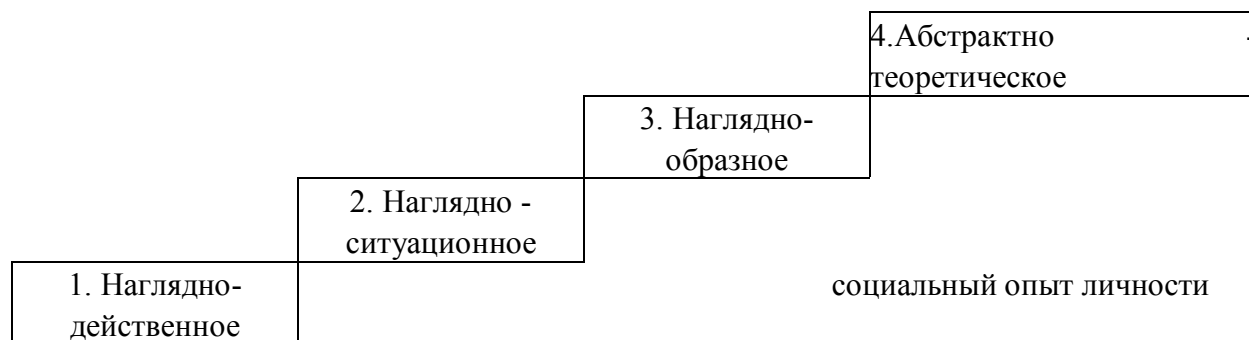 4.Абстрактно -
теоретическое
3. Наглядно-
образное
2. Наглядно -
ситуационное
1. Наглядно-
действенное
социальный опыт личности